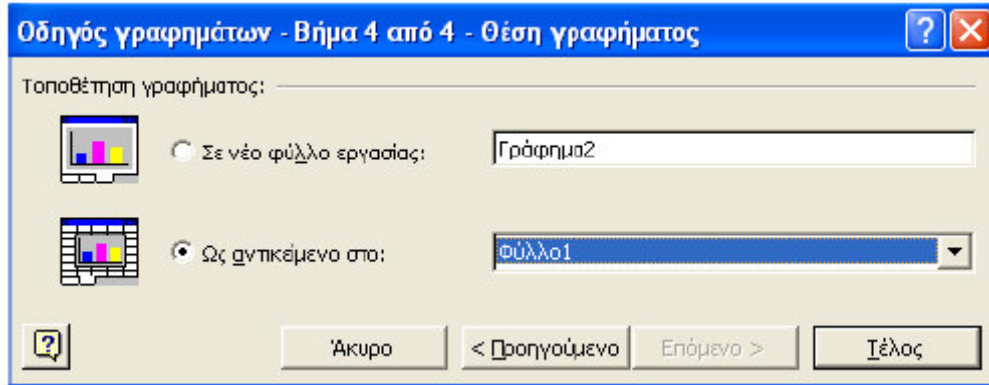 Οδηγός γραφημάτων - Βήμα 4 από 4 - Θέση γραφήματος
Τοποθέτηση γραφήματος:
Σε νέο φύλλο εργασίας: Γράφημα2
Ως αντικείμενο στο: Φύλλο1
Άκυρο < Προηγούμενο Επόμενο > Τέλος